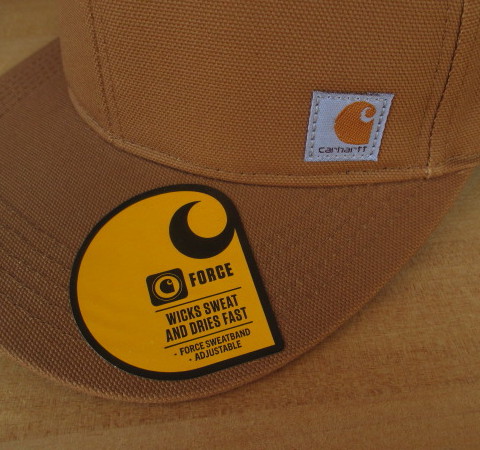 carhartt
FORCE
WICKS SWEAT
AND DRIES FAST
· FORCE SWEATBAND
· ADJUSTABLE